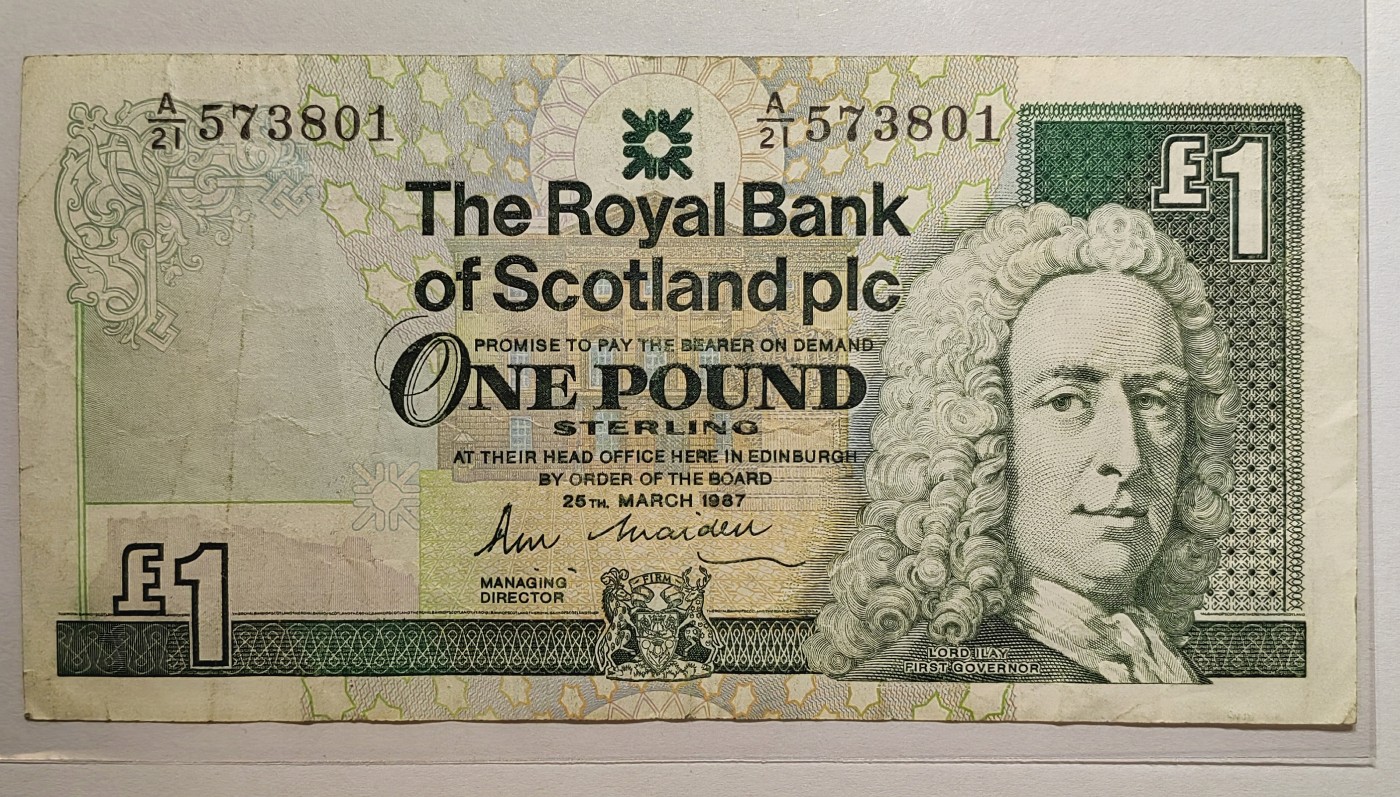 A/21 573801
A/21 573801
£1
The Royal Bank
of Scotland plc
PROMISE TO PAY THE BEARER ON DEMAND
ONE POUND
STERLING
AT THEIR HEAD OFFICE HERE IN EDINBURGH
BY ORDER OF THE BOARD
25TH. MARCH 1987
MANAGING
DIRECTOR
FIRM
£1
LORD ILAY
FIRST GOVERNOR